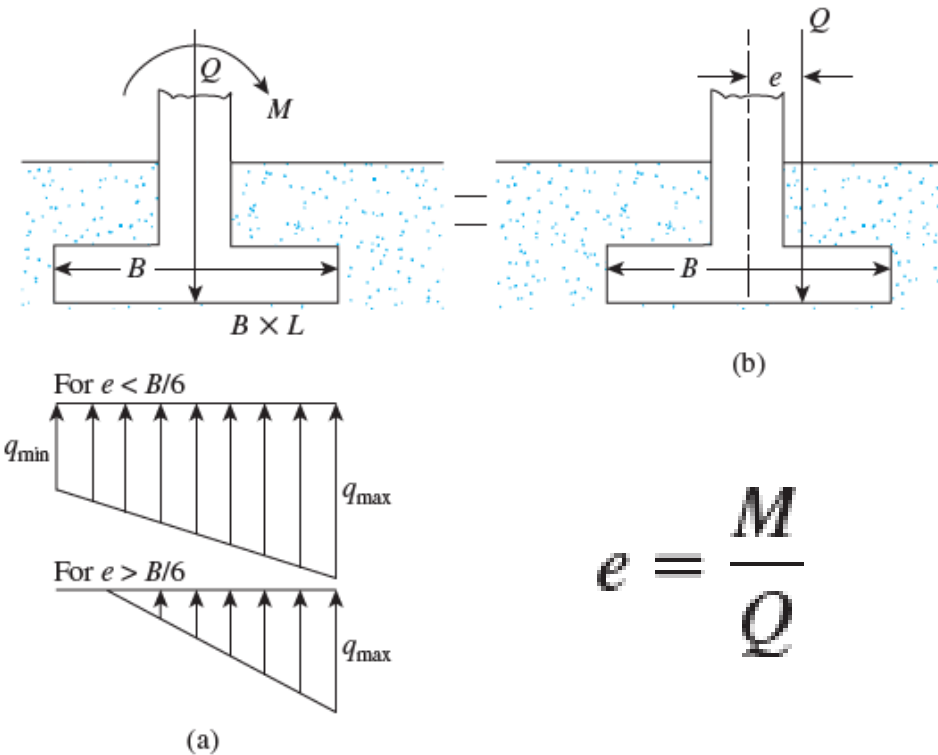 Q
M
B
B × L
Q
e
B
(b)
For e < B/6
q_min
q_max
For e > B/6
q_max
(a)
e = M/Q